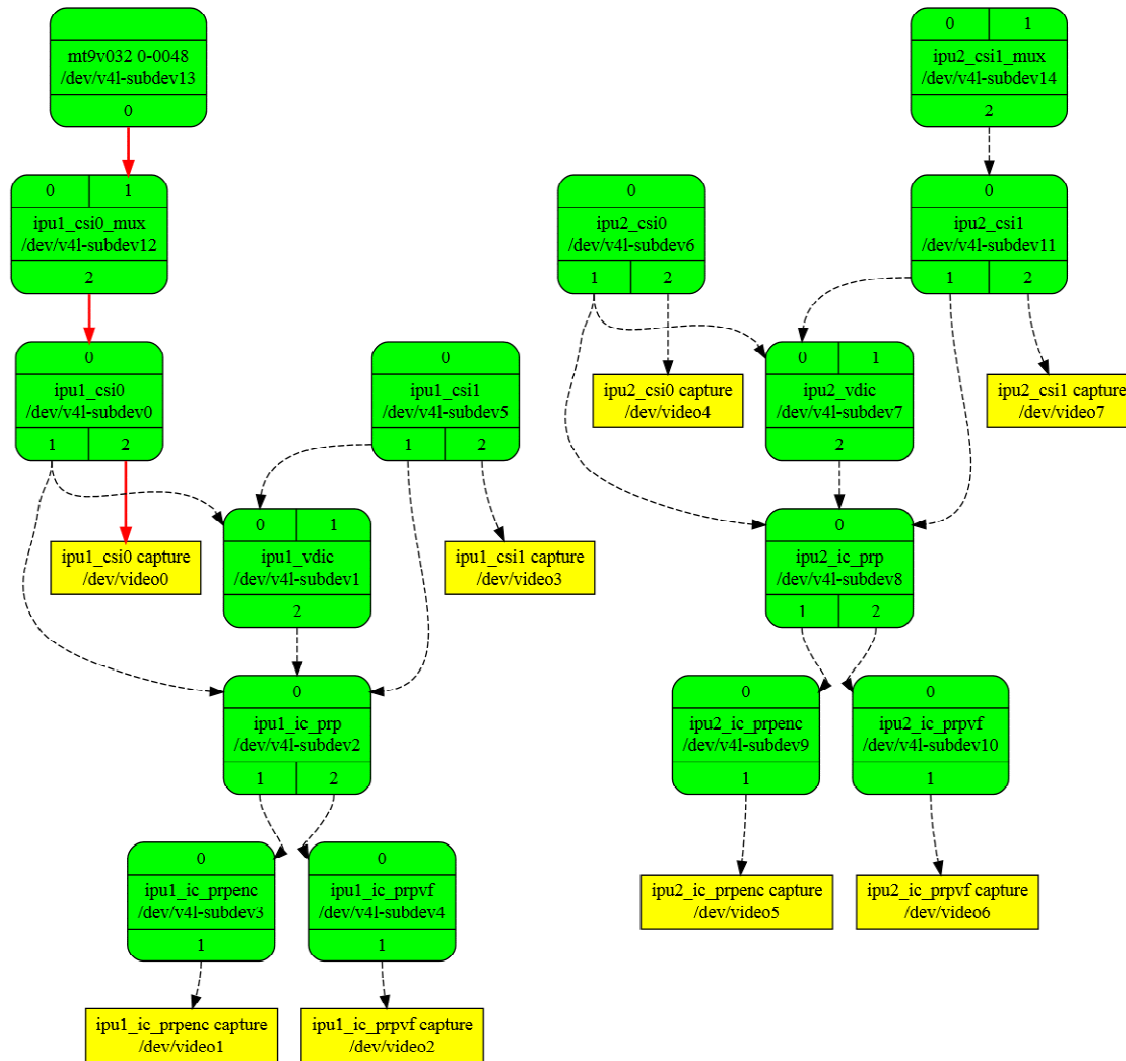 mt9v032 0-0048
/dev/v4l-subdev13
0
0 1
ipu1_csi0_mux
/dev/v4l-subdev12
2
0
ipu1_csi0
/dev/v4l-subdev0
1 2
ipu1_csi0 capture
/dev/video0
0
ipu1_csi1
/dev/v4l-subdev5
1 2
ipu1_csi1 capture
/dev/video3
0 1
ipu1_vdic
/dev/v4l-subdev1
2
0
ipu1_ic_prp
/dev/v4l-subdev2
1 2
0
ipu1_ic_prpenc
/dev/v4l-subdev3
1
0
ipu1_ic_prpvf
/dev/v4l-subdev4
1
ipu1_ic_prpenc capture
/dev/video1
ipu1_ic_prpvf capture
/dev/video2
0 1
ipu2_csi1_mux
/dev/v4l-subdev14
2
0
ipu2_csi0
/dev/v4l-subdev6
1 2
0
ipu2_csi1
/dev/v4l-subdev11
1 2
ipu2_csi0 capture
/dev/video4
0 1
ipu2_vdic
/dev/v4l-subdev7
2
ipu2_csi1 capture
/dev/video7
0
ipu2_ic_prp
/dev/v4l-subdev8
1 2
0
ipu2_ic_prpenc
/dev/v4l-subdev9
1
0
ipu2_ic_prpvf
/dev/v4l-subdev10
1
ipu2_ic_prpenc capture
/dev/video5
ipu2_ic_prpvf capture
/dev/video6